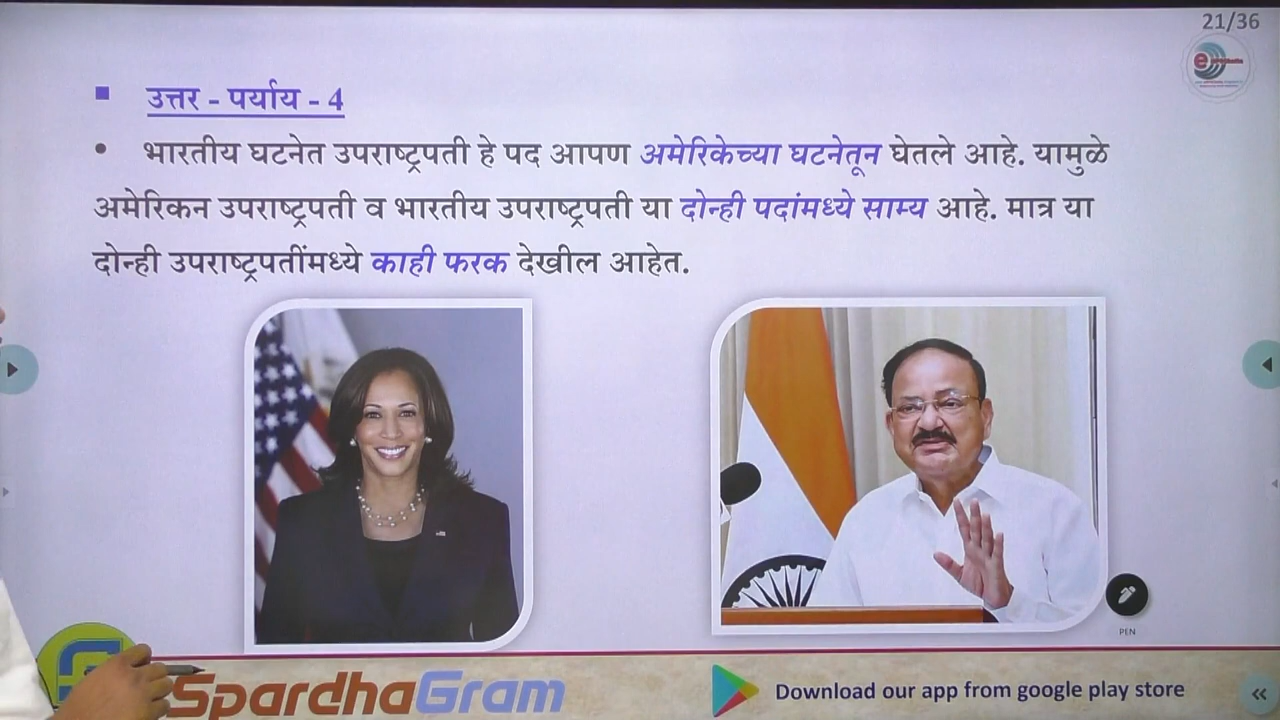 21/36
उत्तर - पर्याय - 4
भारतीय घटनेत उपराष्ट्रपती हे पद आपण अमेरिकेच्या घटनेतून घेतले आहे. यामुळे
अमेरिकन उपराष्ट्रपती व भारतीय उपराष्ट्रपती या दोन्ही पदांमध्ये साम्य आहे. मात्र या
दोन्ही उपराष्ट्रपतींमध्ये काही फरक देखील आहेत.
PEN
SpardhaGram
Download our app from google play store